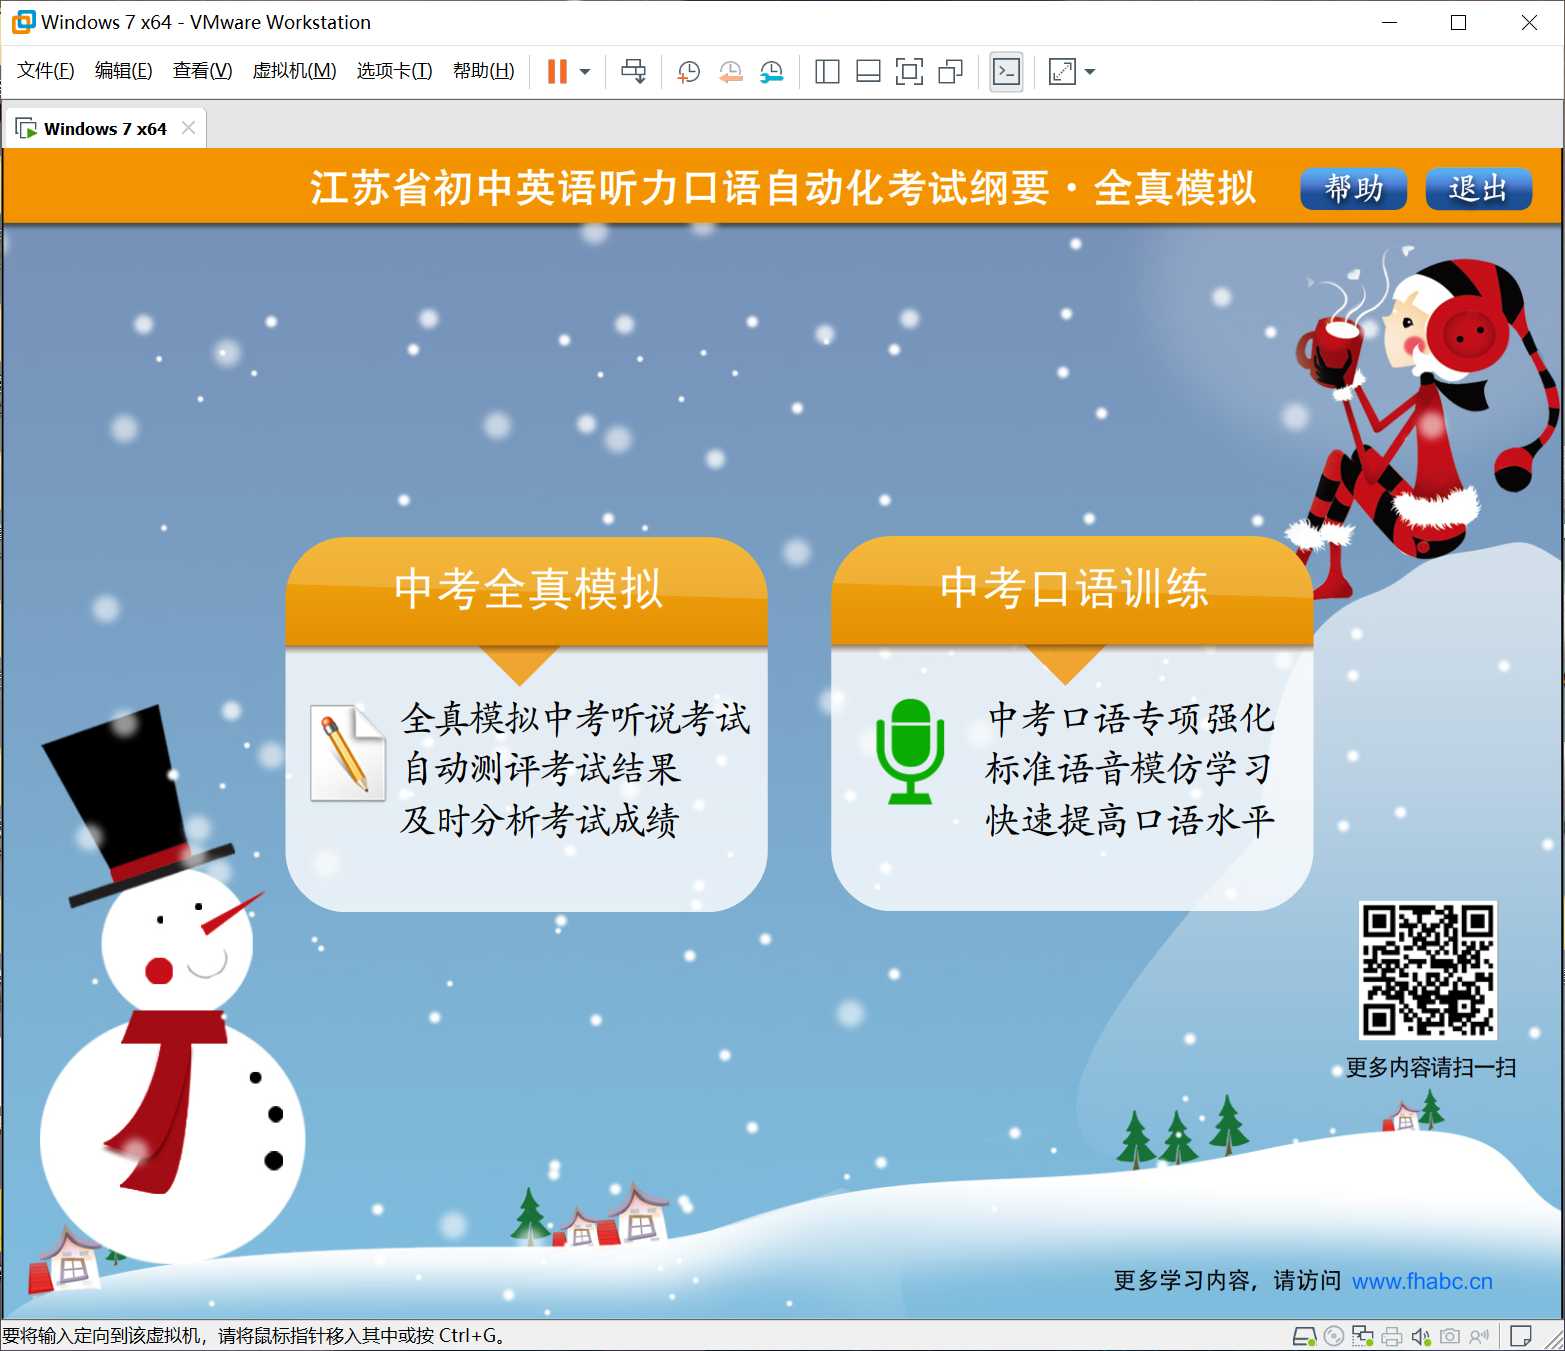 Windows 7 x64 - VMware Workstation
文件(F) 编辑(E) 查看(V) 虚拟机(M) 选项卡(T) 帮助(H)
Windows 7 x64
江苏省初中英语听力口语自动化考试纲要·全真模拟
帮助
退出
中考全真模拟
全真模拟中考听说考试
自动测评考试结果
及时分析考试成绩
中考口语训练
中考口语专项强化
标准语音模仿学习
快速提高口语水平
更多内容请扫一扫
更多学习内容，请访问 www.fhabc.cn
要将输入定向到该虚拟机，请将鼠标指针移入其中或按 Ctrl+G。